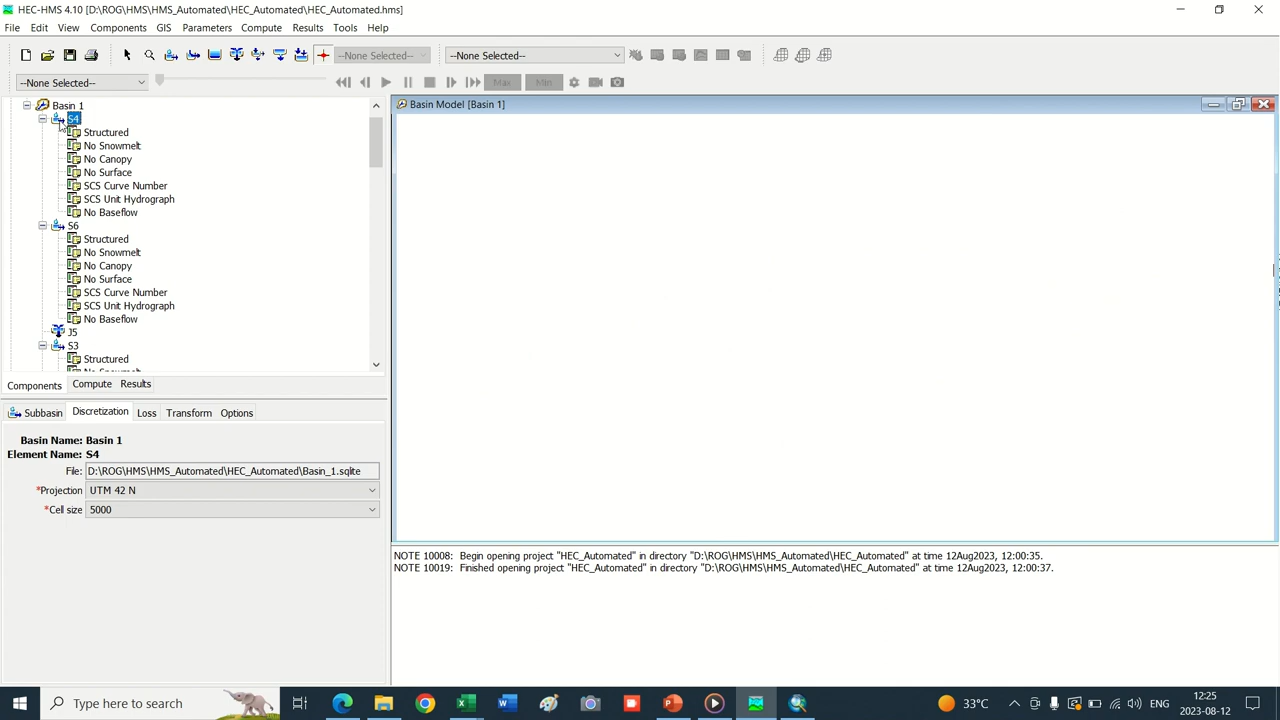 HEC-HMS 4.10 [D:\ROG\HMS\HMS_Automated\HEC_Automated\HEC_Automated.hms]
File Edit View Components GIS Parameters Compute Results Tools Help
--None Selected-- --None Selected--
--None Selected-- Max Min
Basin 1
S4
Structured
No Snowmelt
No Canopy
No Surface
SCS Curve Number
SCS Unit Hydrograph
No Baseflow
S6
Structured
No Snowmelt
No Canopy
No Surface
SCS Curve Number
SCS Unit Hydrograph
No Baseflow
J5
S3
Structured
Components Compute Results
Basin Model [Basin 1]
Subbasin Discretization Loss Transform Options
Basin Name: Basin 1
Element Name: S4
File: D:\ROG\HMS\HMS_Automated\HEC_Automated\Basin_1.sqlite
*Projection UTM 42 N
*Cell size 5000
NOTE 10008: Begin opening project "HEC_Automated" in directory "D:\ROG\HMS\HMS_Automated\HEC_Automated" at time 12Aug2023, 12:00:35.
NOTE 10019: Finished opening project "HEC_Automated" in directory "D:\ROG\HMS\HMS_Automated\HEC_Automated" at time 12Aug2023, 12:00:37.
Type here to search
33°C
ENG
12:25
2023-08-12